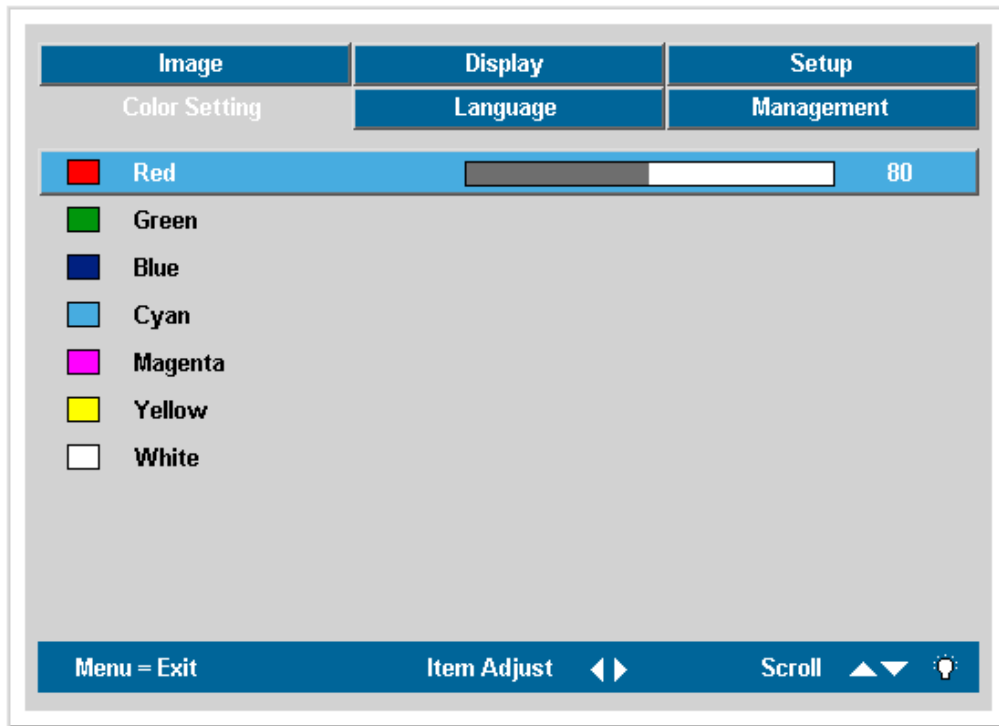 Image Display Setup
Color Setting Language Management
Red 80
Green
Blue
Cyan
Magenta
Yellow
White
Menu = Exit Item Adjust Scroll